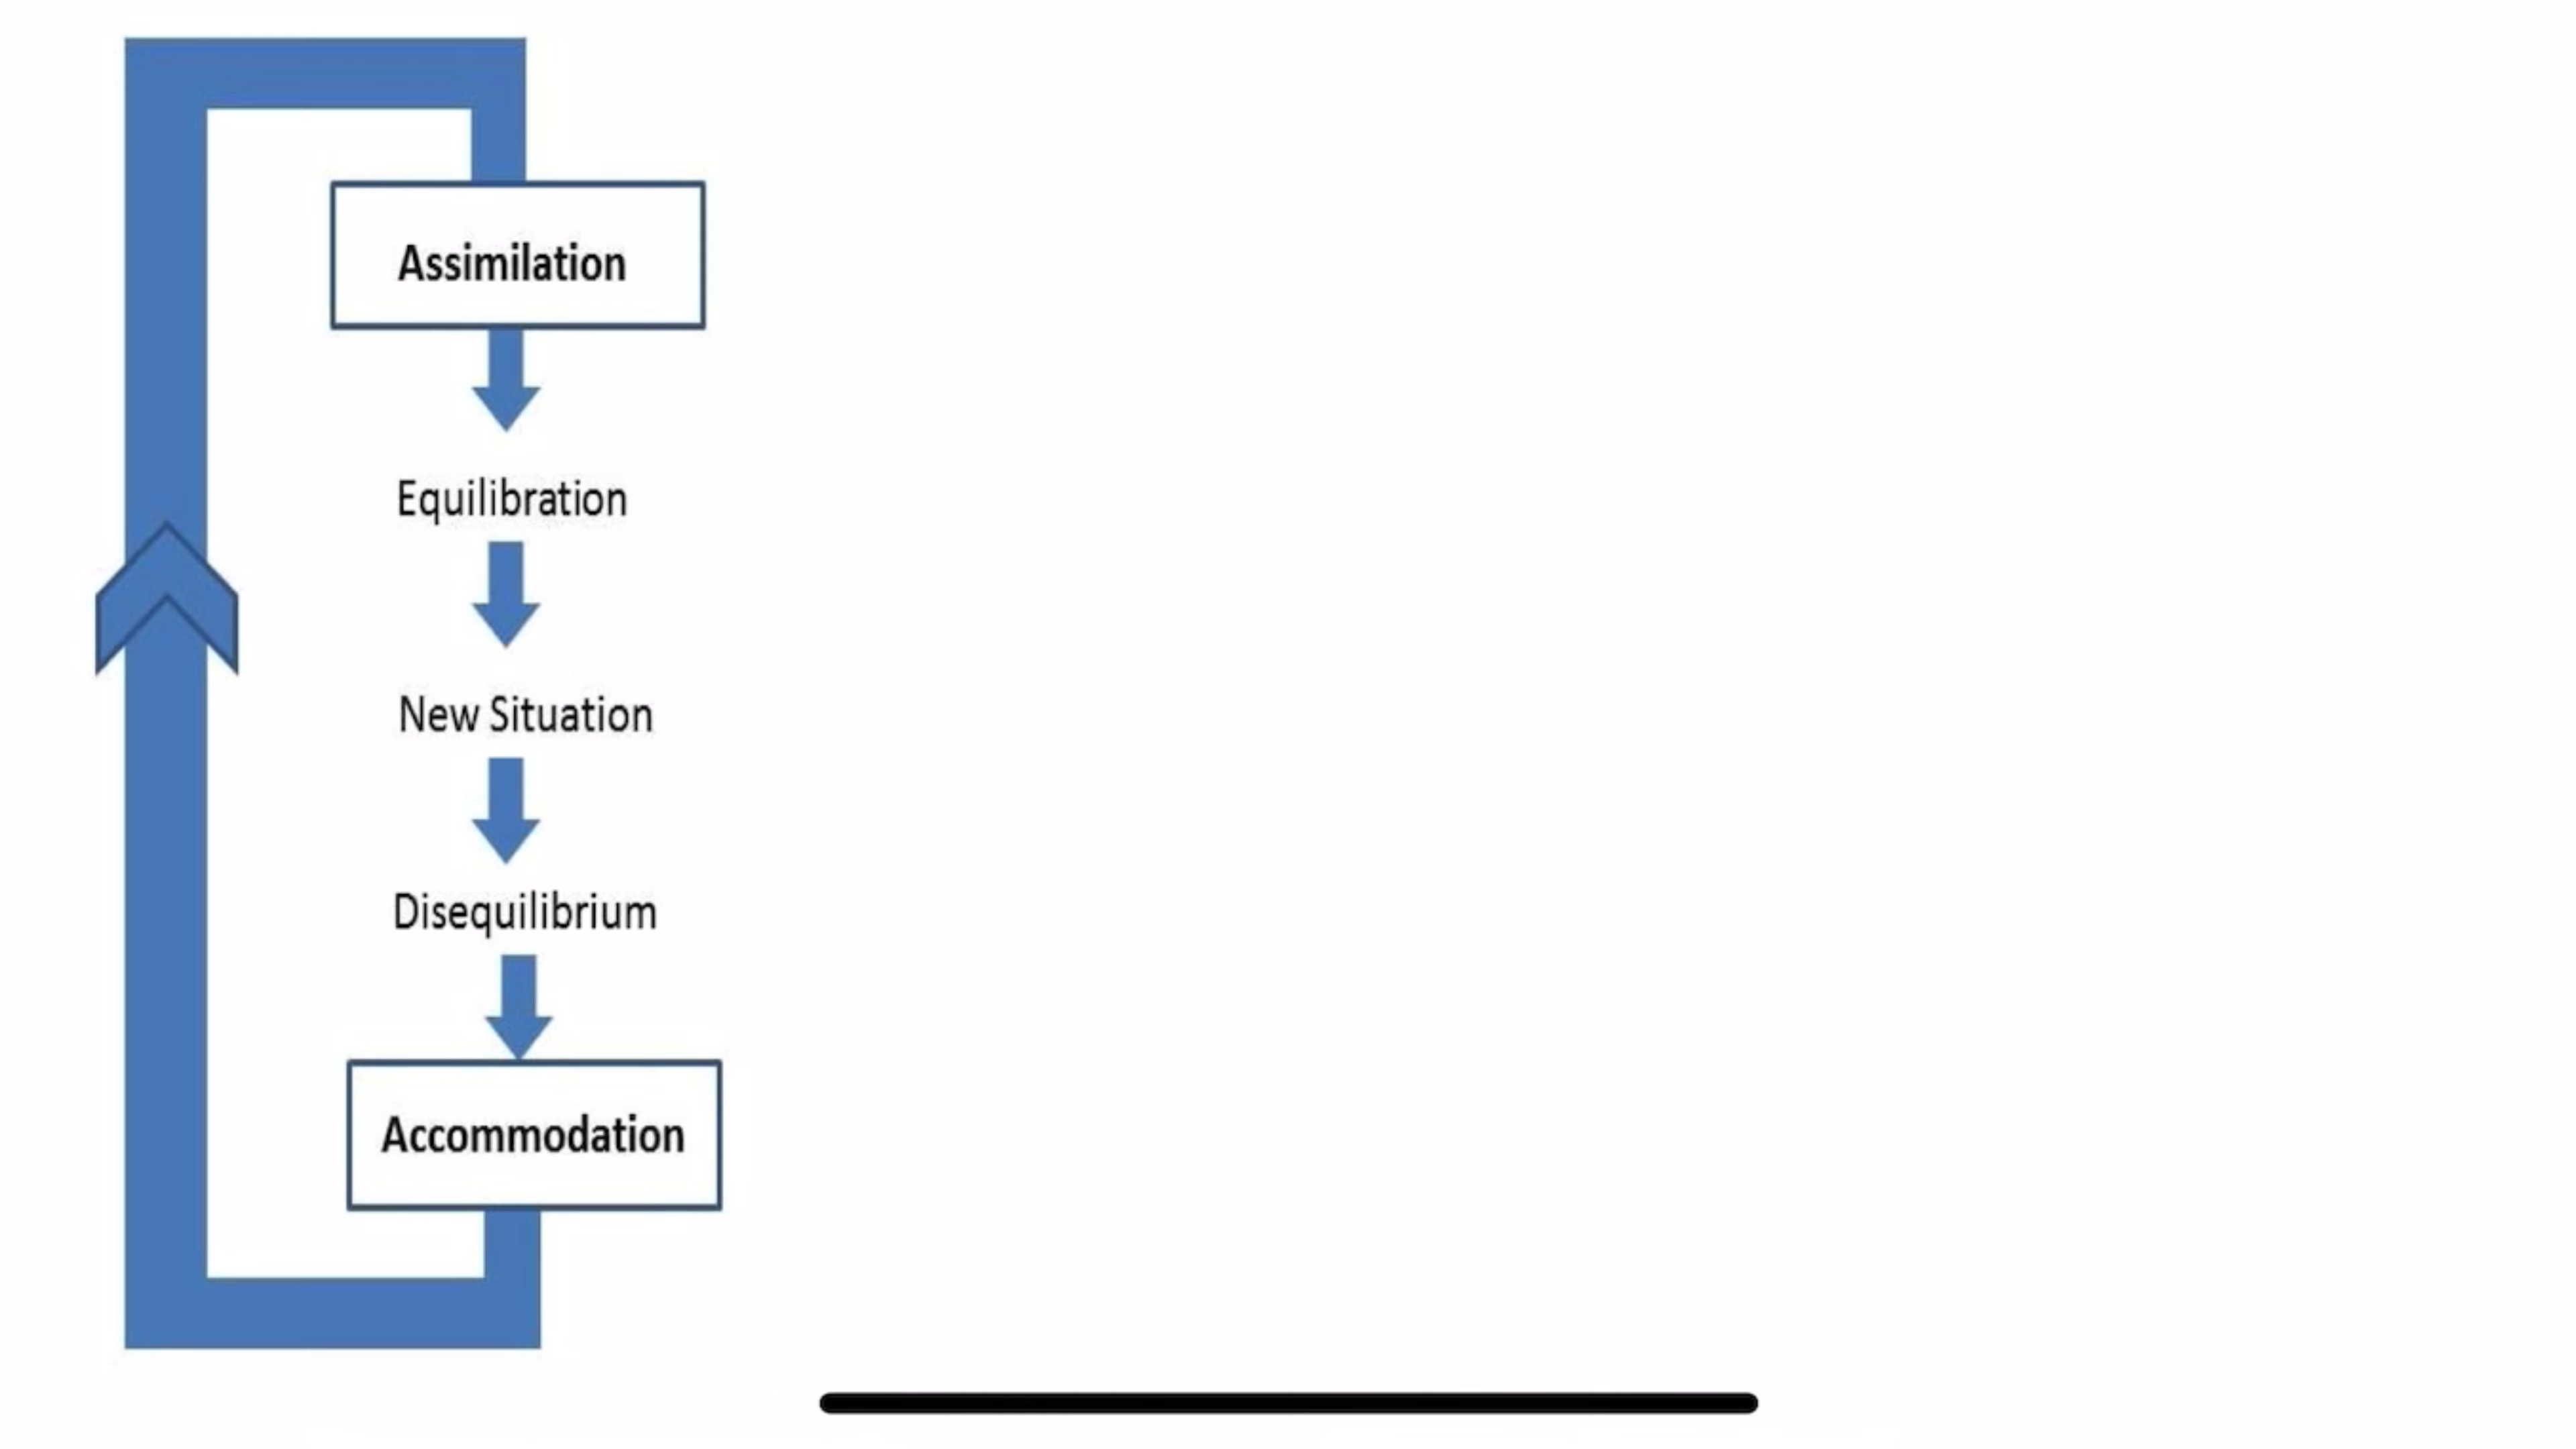 Assimilation
Equilibration
New Situation
Disequilibrium
Accommodation